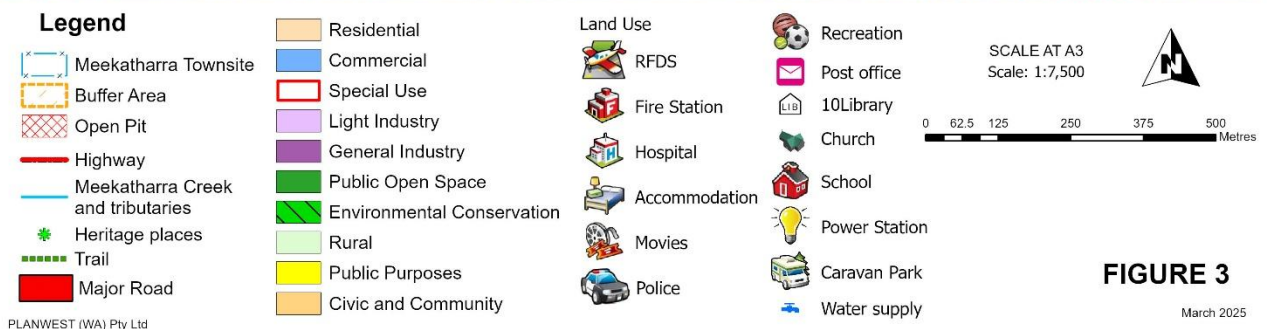 Legend
Meekatharra Townsite
Buffer Area
Open Pit
Highway
Meekatharra Creek
and tributaries
Heritage places
Trail
Major Road
PLANWEST (WA) Pty Ltd
Residential
Commercial
Special Use
Light Industry
General Industry
Public Open Space
Environmental Conservation
Rural
Public Purposes
Civic and Community
Land Use
RFDS
F
Fire Station
H
Hospital
Accommodation
Movies
Police
Recreation
Post office
LIB
10Library
Church
School
Power Station
Caravan Park
Water supply
SCALE AT A3
Scale: 1:7,500
N
0 62.5 125 250 375 500
Metres
FIGURE 3
March 2025